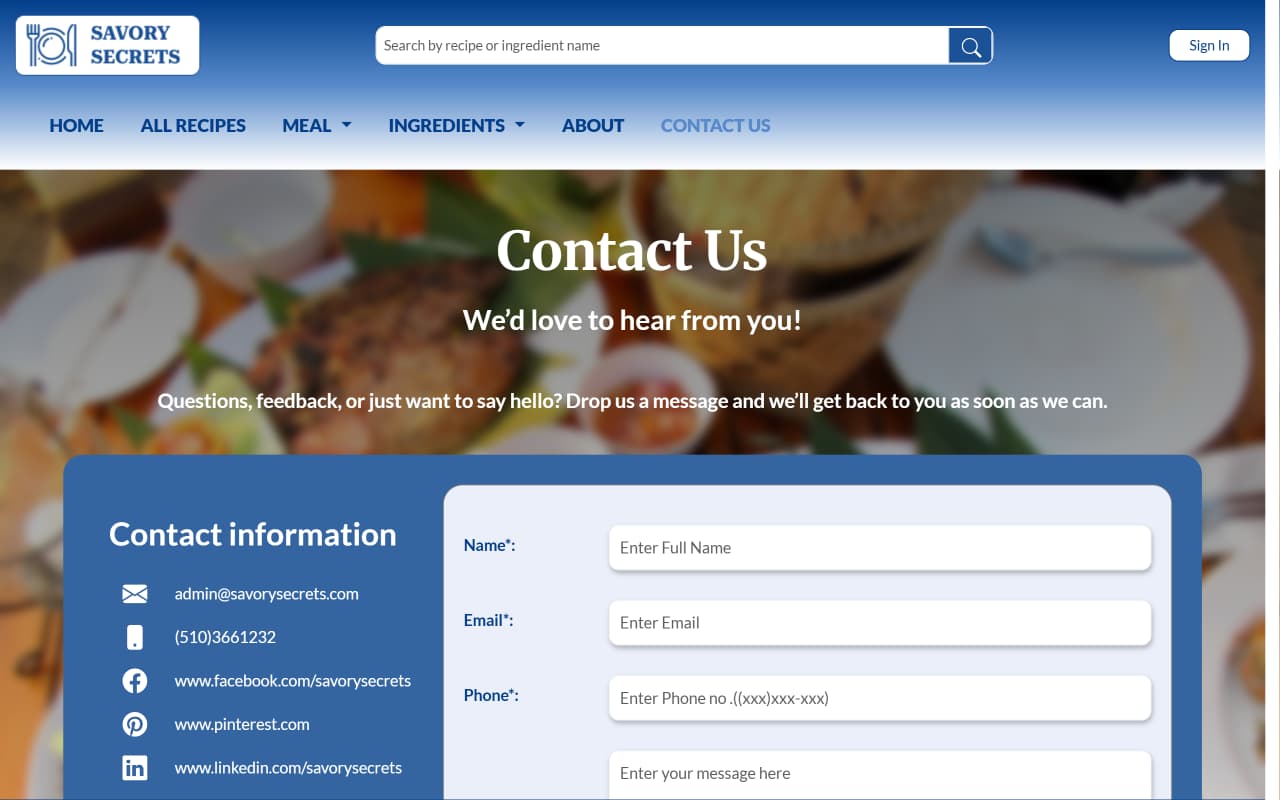 SAVORY
SECRETS
Search by recipe or ingredient name
Sign In
HOME
ALL RECIPES
MEAL
INGREDIENTS
ABOUT
CONTACT US
Contact Us
We’d love to hear from you!
Questions, feedback, or just want to say hello? Drop us a message and we’ll get back to you as soon as we can.
Contact information
admin@savorysecrets.com
(510)3661232
www.facebook.com/savorysecrets
www.pinterest.com
www.linkedin.com/savorysecrets
Name*:
Enter Full Name
Email*:
Enter Email
Phone*:
Enter Phone no .((xxx)xxx-xxx)
Enter your message here